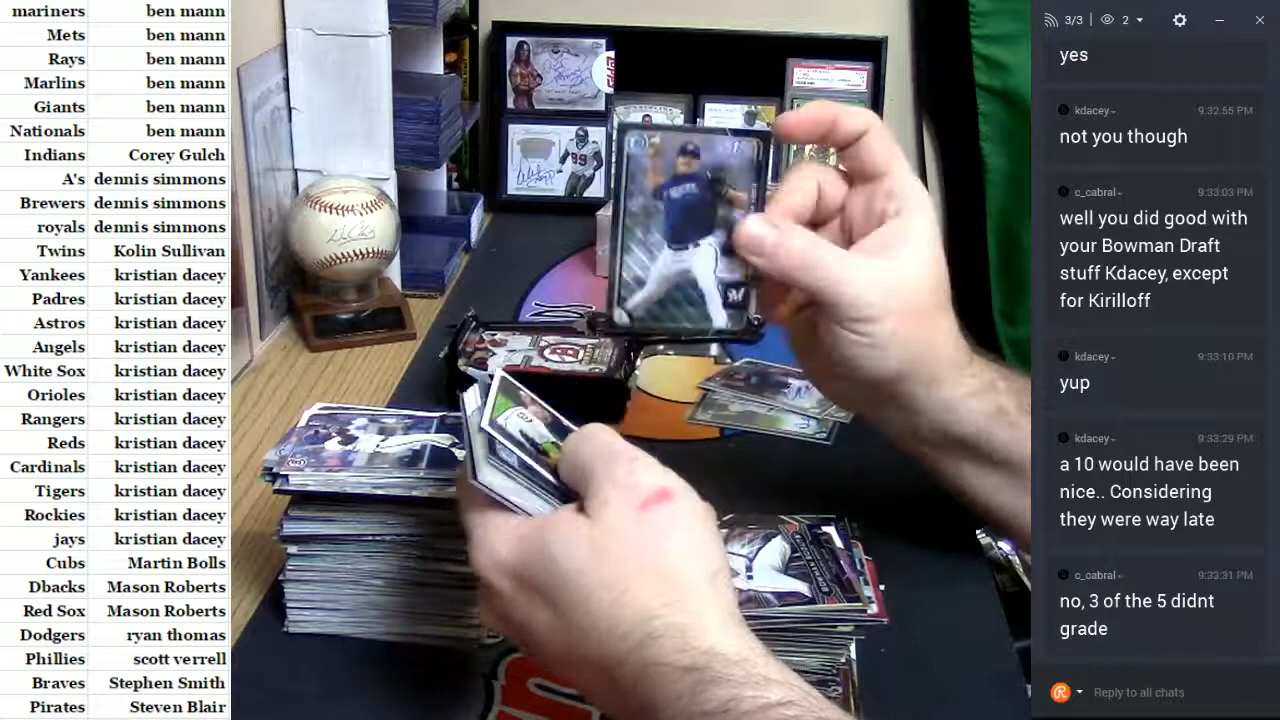 mariners ben mann
Mets ben mann
Rays ben mann
Marlins ben mann
Giants ben mann
Nationals ben mann
Indians Corey Gulch
A's dennis simmons
Brewers dennis simmons
royals dennis simmons
Twins Kolin Sullivan
Yankees kristian dacey
Padres kristian dacey
Astros kristian dacey
Angels kristian dacey
White Sox kristian dacey
Orioles kristian dacey
Rangers kristian dacey
Reds kristian dacey
Cardinals kristian dacey
Tigers kristian dacey
Rockies kristian dacey
jays kristian dacey
Cubs Martin Bolls
Dbacks Mason Roberts
Red Sox Mason Roberts
Dodgers ryan thomas
Phillies scott verrell
Braves Stephen Smith
Pirates Steven Blair
99
3/3 2
yes
kdacey 9:32:55 PM
not you though
c_cabral 9:33:03 PM
well you did good with
your Bowman Draft
stuff Kdacey, except
for Kirilloff
kdacey 9:33:10 PM
yup
kdacey 9:33:29 PM
a 10 would have been
nice.. Considering
they were way late
c_cabral 9:33:31 PM
no, 3 of the 5 didnt
grade
Reply to all chats